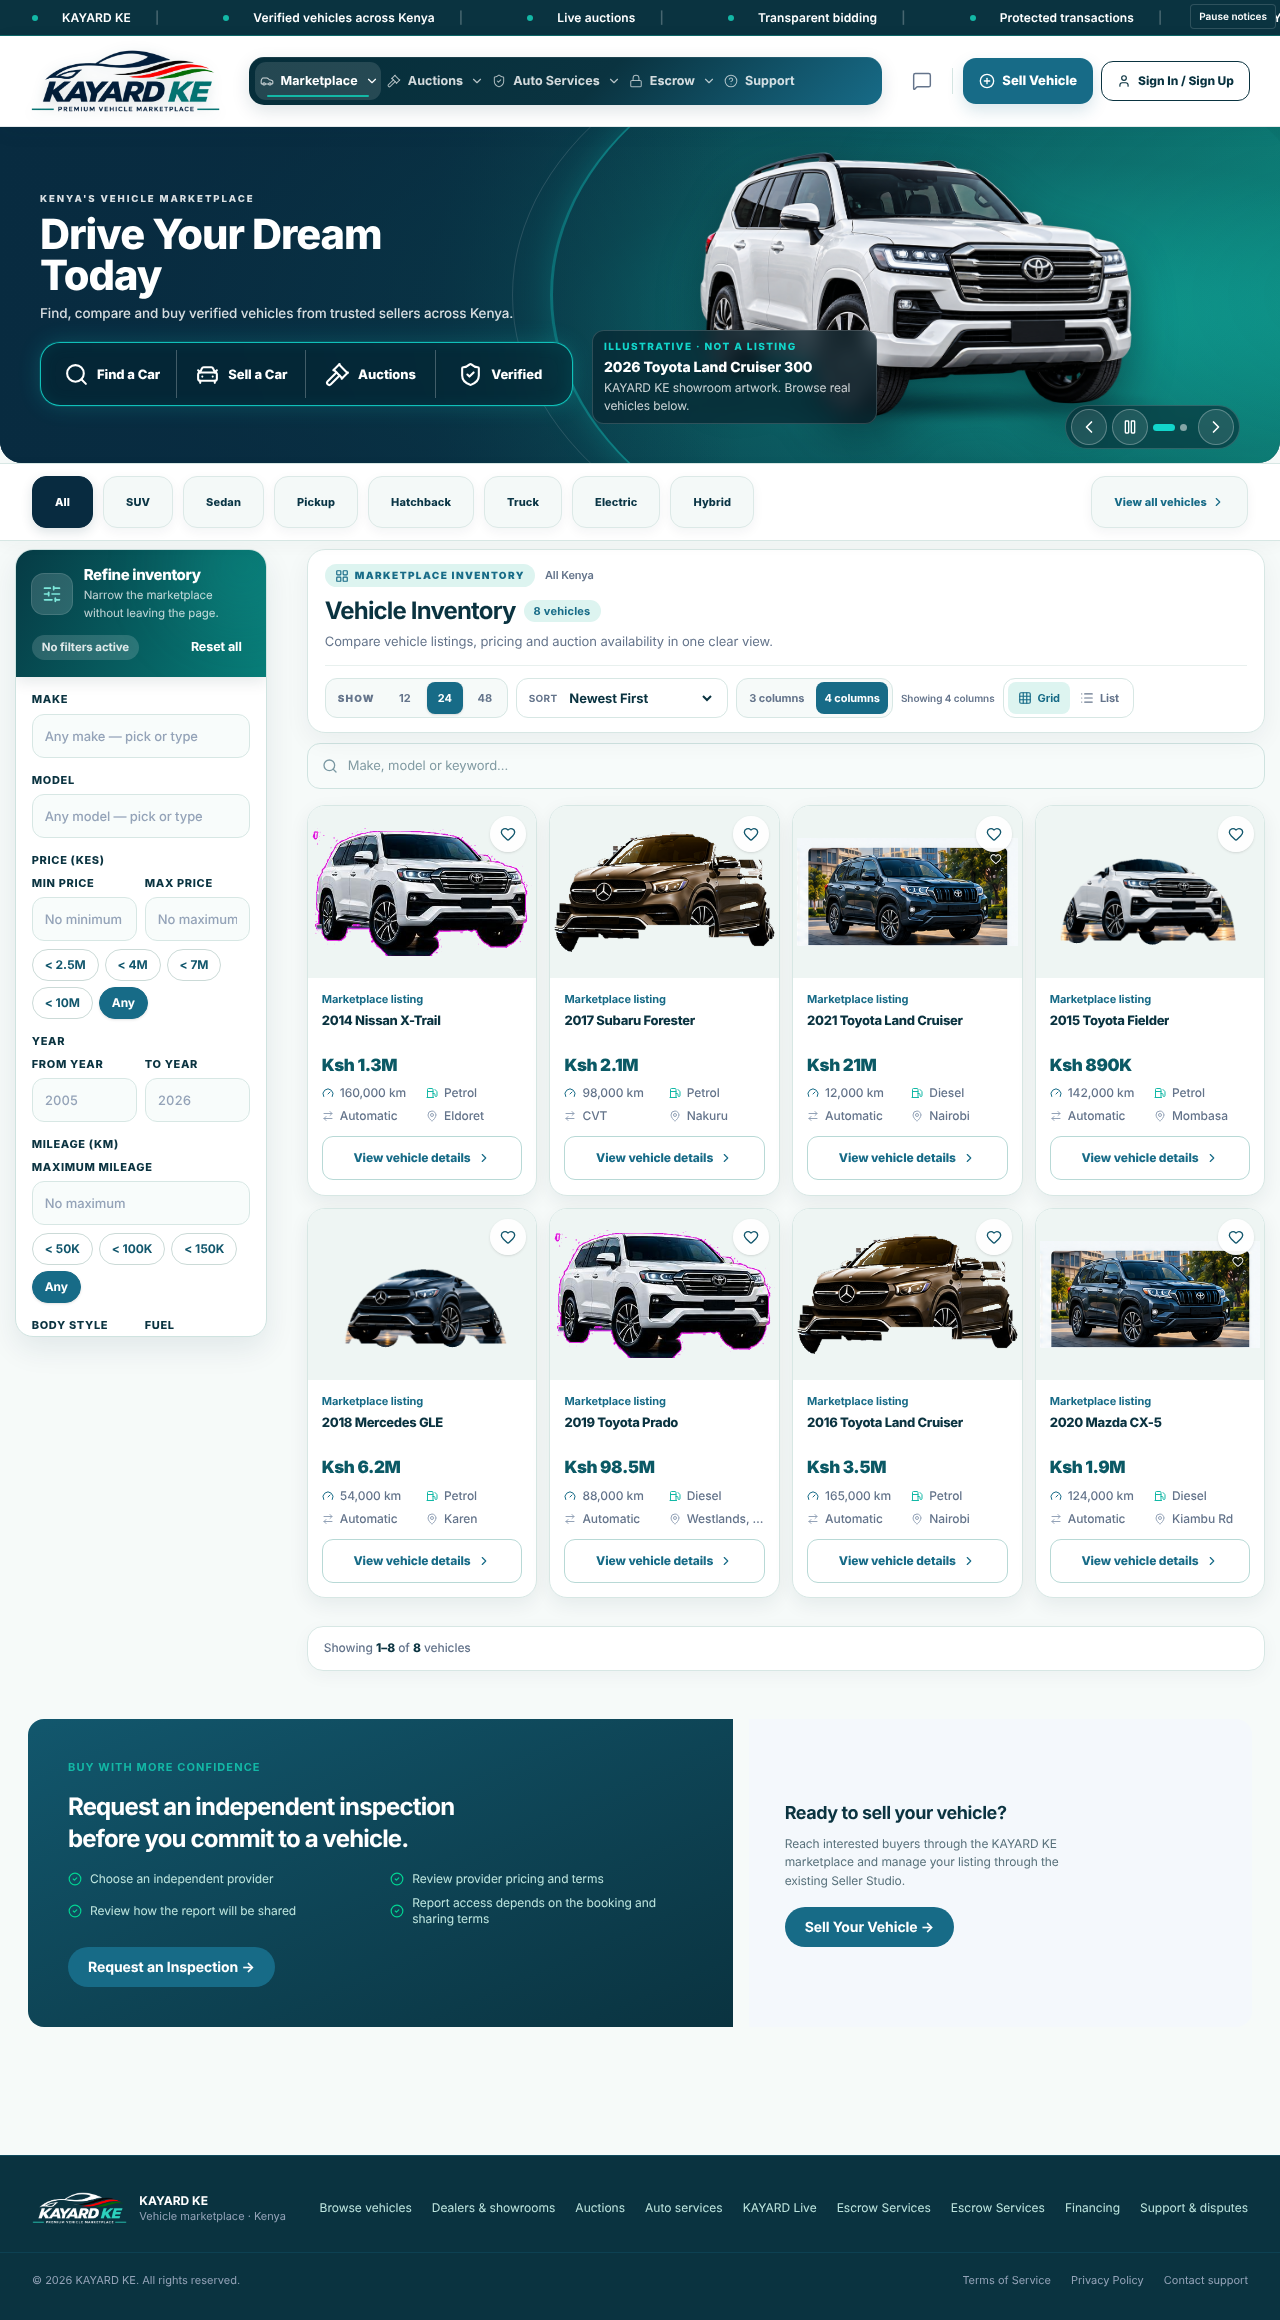 KAYARD KE
Verified vehicles across Kenya
Live auctions
Transparent bidding
Protected transactions
Pause notices
KAYARD KE
PREMIUM VEHICLE MARKETPLACE
Marketplace
Auctions
Auto Services
Escrow
Support
Sell Vehicle
Sign In / Sign Up
KENYA'S VEHICLE MARKETPLACE
Drive Your Dream
Today
Find, compare and buy verified vehicles from trusted sellers across Kenya.
Find a Car
Sell a Car
Auctions
Verified
ILLUSTRATIVE · NOT A LISTING
2026 Toyota Land Cruiser 300
KAYARD KE showroom artwork. Browse real
vehicles below.
All
SUV
Sedan
Pickup
Hatchback
Truck
Electric
Hybrid
View all vehicles
Refine inventory
Narrow the marketplace
without leaving the page.
No filters active
Reset all
MAKE
Any make — pick or type
MODEL
Any model — pick or type
PRICE (KES)
MIN PRICE
MAX PRICE
No minimum
No maximum
< 2.5M
< 4M
< 7M
< 10M
Any
YEAR
FROM YEAR
TO YEAR
2005
2026
MILEAGE (KM)
MAXIMUM MILEAGE
No maximum
< 50K
< 100K
< 150K
Any
BODY STYLE
FUEL
MARKETPLACE INVENTORY
All Kenya
Vehicle Inventory
8 vehicles
Compare vehicle listings, pricing and auction availability in one clear view.
SHOW
12
24
48
SORT
Newest First
3 columns
4 columns
Showing 4 columns
Grid
List
Make, model or keyword...
Marketplace listing
2014 Nissan X-Trail
Ksh 1.3M
160,000 km
Petrol
Automatic
Eldoret
View vehicle details
Marketplace listing
2017 Subaru Forester
Ksh 2.1M
98,000 km
Petrol
CVT
Nakuru
View vehicle details
Marketplace listing
2021 Toyota Land Cruiser
Ksh 21M
12,000 km
Diesel
Automatic
Nairobi
View vehicle details
Marketplace listing
2015 Toyota Fielder
Ksh 890K
142,000 km
Petrol
Automatic
Mombasa
View vehicle details
Marketplace listing
2018 Mercedes GLE
Ksh 6.2M
54,000 km
Petrol
Automatic
Karen
View vehicle details
Marketplace listing
2019 Toyota Prado
Ksh 98.5M
88,000 km
Diesel
Automatic
Westlands, ...
View vehicle details
Marketplace listing
2016 Toyota Land Cruiser
Ksh 3.5M
165,000 km
Petrol
Automatic
Nairobi
View vehicle details
Marketplace listing
2020 Mazda CX-5
Ksh 1.9M
124,000 km
Diesel
Automatic
Kiambu Rd
View vehicle details
Showing 1–8 of 8 vehicles
BUY WITH MORE CONFIDENCE
Request an independent inspection
before you commit to a vehicle.
Choose an independent provider
Review provider pricing and terms
Review how the report will be shared
Report access depends on the booking and
sharing terms
Request an Inspection →
Ready to sell your vehicle?
Reach interested buyers through the KAYARD KE
marketplace and manage your listing through the
existing Seller Studio.
Sell Your Vehicle →
KAYARD KE
PREMIUM VEHICLE MARKETPLACE
KAYARD KE
Vehicle marketplace · Kenya
Browse vehicles
Dealers & showrooms
Auctions
Auto services
KAYARD Live
Escrow Services
Escrow Services
Financing
Support & disputes
© 2026 KAYARD KE. All rights reserved.
Terms of Service
Privacy Policy
Contact support